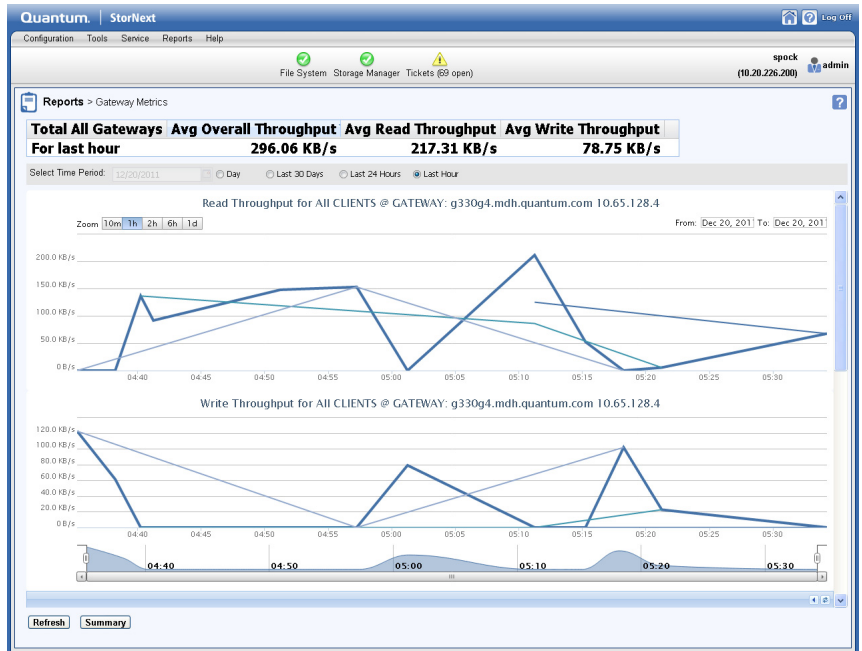 Quantum. StorNext
Log Off
Configuration Tools Service Reports Help
File System Storage Manager Tickets (69 open)
spock
(10.20.226.200)
admin
Reports > Gateway Metrics
?
Total All Gateways Avg Overall Throughput Avg Read Throughput Avg Write Throughput
For last hour 296.06 KB/s 217.31 KB/s 78.75 KB/s
Select Time Period: 12/20/2011 Day Last 30 Days Last 24 Hours Last Hour
Read Throughput for All CLIENTS @ GATEWAY: g330g4.mdh.quantum.com 10.65.128.4
Zoom 10m 1h 2h 6h 1d From: Dec 20, 201 To: Dec 20, 201
200.0 KB/s
150.0 KB/s
100.0 KB/s
50.0 KB/s
0 B/s
04:40 04:45 04:50 04:55 05:00 05:05 05:10 05:15 05:20 05:25 05:30
Write Throughput for All CLIENTS @ GATEWAY: g330g4.mdh.quantum.com 10.65.128.4
120.0 KB/s
100.0 KB/s
80.0 KB/s
60.0 KB/s
40.0 KB/s
20.0 KB/s
0 B/s
04:40 04:45 04:50 04:55 05:00 05:05 05:10 05:15 05:20 05:25 05:30
04:40 04:50 05:00 05:10 05:20 05:30
Refresh Summary